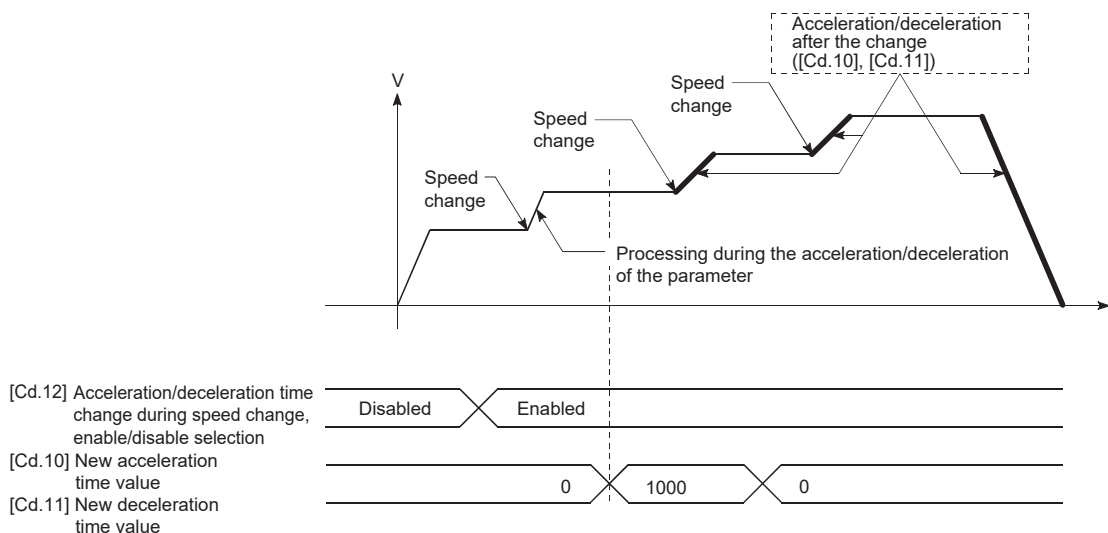 Acceleration/deceleration
after the change
([Cd.10], [Cd.11])
V
Speed
change
Speed
change
Speed
change
Processing during the acceleration/deceleration
of the parameter
[Cd.12] Acceleration/deceleration time
change during speed change,
enable/disable selection
Disabled
Enabled
[Cd.10] New acceleration
time value
[Cd.11] New deceleration
time value
0
1000
0